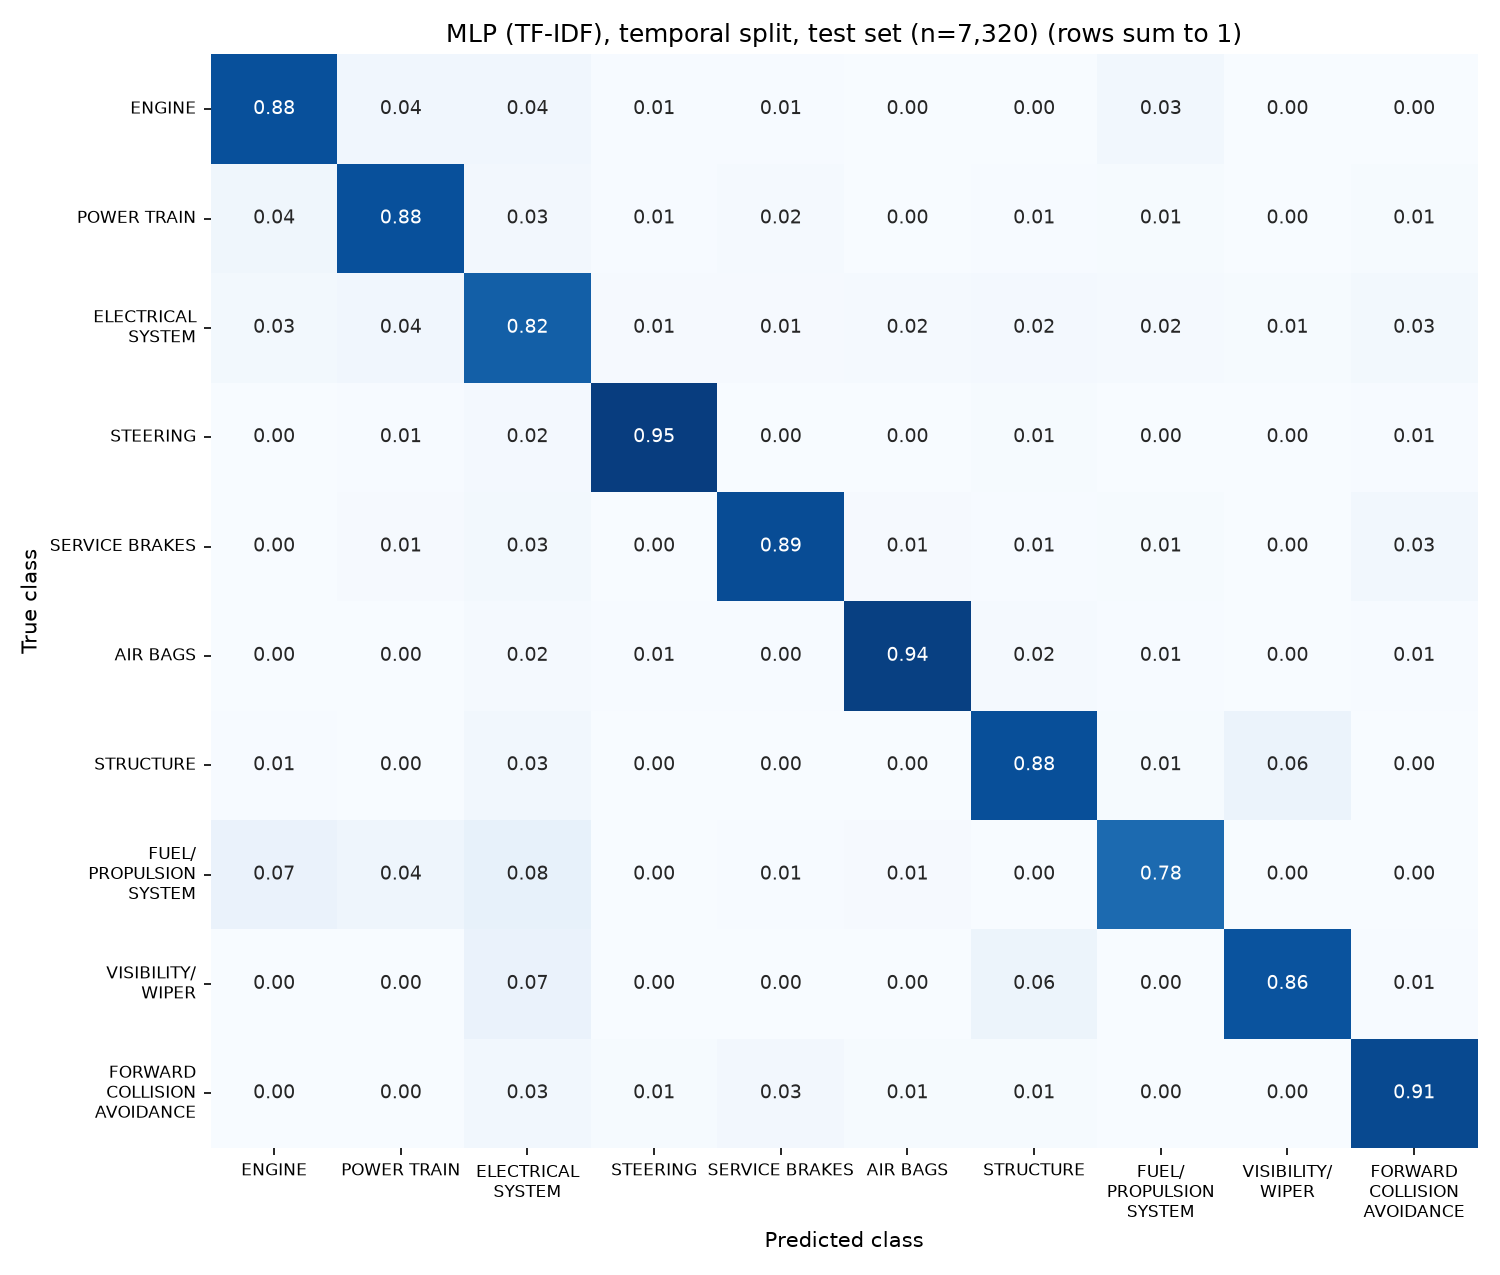 MLP (TF-IDF), temporal split, test set (n=7,320) (rows sum to 1)
True class
ENGINE 0.88 0.04 0.04 0.01 0.01 0.00 0.00 0.03 0.00 0.00
POWER TRAIN 0.04 0.88 0.03 0.01 0.02 0.00 0.01 0.01 0.00 0.01
ELECTRICAL
SYSTEM 0.03 0.04 0.82 0.01 0.01 0.02 0.02 0.02 0.01 0.03
STEERING 0.00 0.01 0.02 0.95 0.00 0.00 0.01 0.00 0.00 0.01
SERVICE BRAKES 0.00 0.01 0.03 0.00 0.89 0.01 0.01 0.01 0.00 0.03
AIR BAGS 0.00 0.00 0.02 0.01 0.00 0.94 0.02 0.01 0.00 0.01
STRUCTURE 0.01 0.00 0.03 0.00 0.00 0.00 0.88 0.01 0.06 0.00
FUEL/
PROPULSION 0.07 0.04 0.08 0.00 0.01 0.01 0.00 0.78 0.00 0.00
SYSTEM
VISIBILITY/
WIPER 0.00 0.00 0.07 0.00 0.00 0.00 0.06 0.00 0.86 0.01
FORWARD
COLLISION 0.00 0.00 0.03 0.01 0.03 0.01 0.01 0.00 0.00 0.91
AVOIDANCE
ENGINE POWER TRAIN ELECTRICAL STEERING SERVICE BRAKES AIR BAGS STRUCTURE FUEL/ VISIBILITY/ FORWARD
SYSTEM PROPULSION WIPER COLLISION
SYSTEM AVOIDANCE
Predicted class